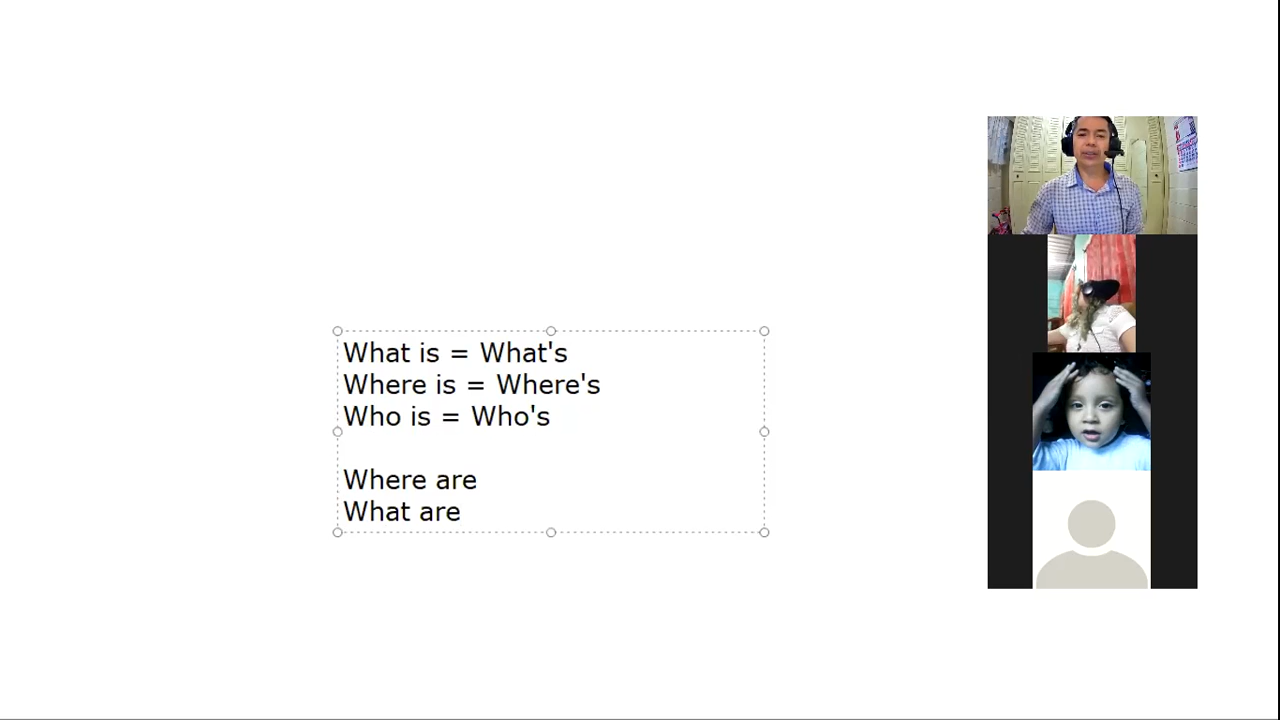 What is = What's
Where is = Where's
Who is = Who's
Where are
What are